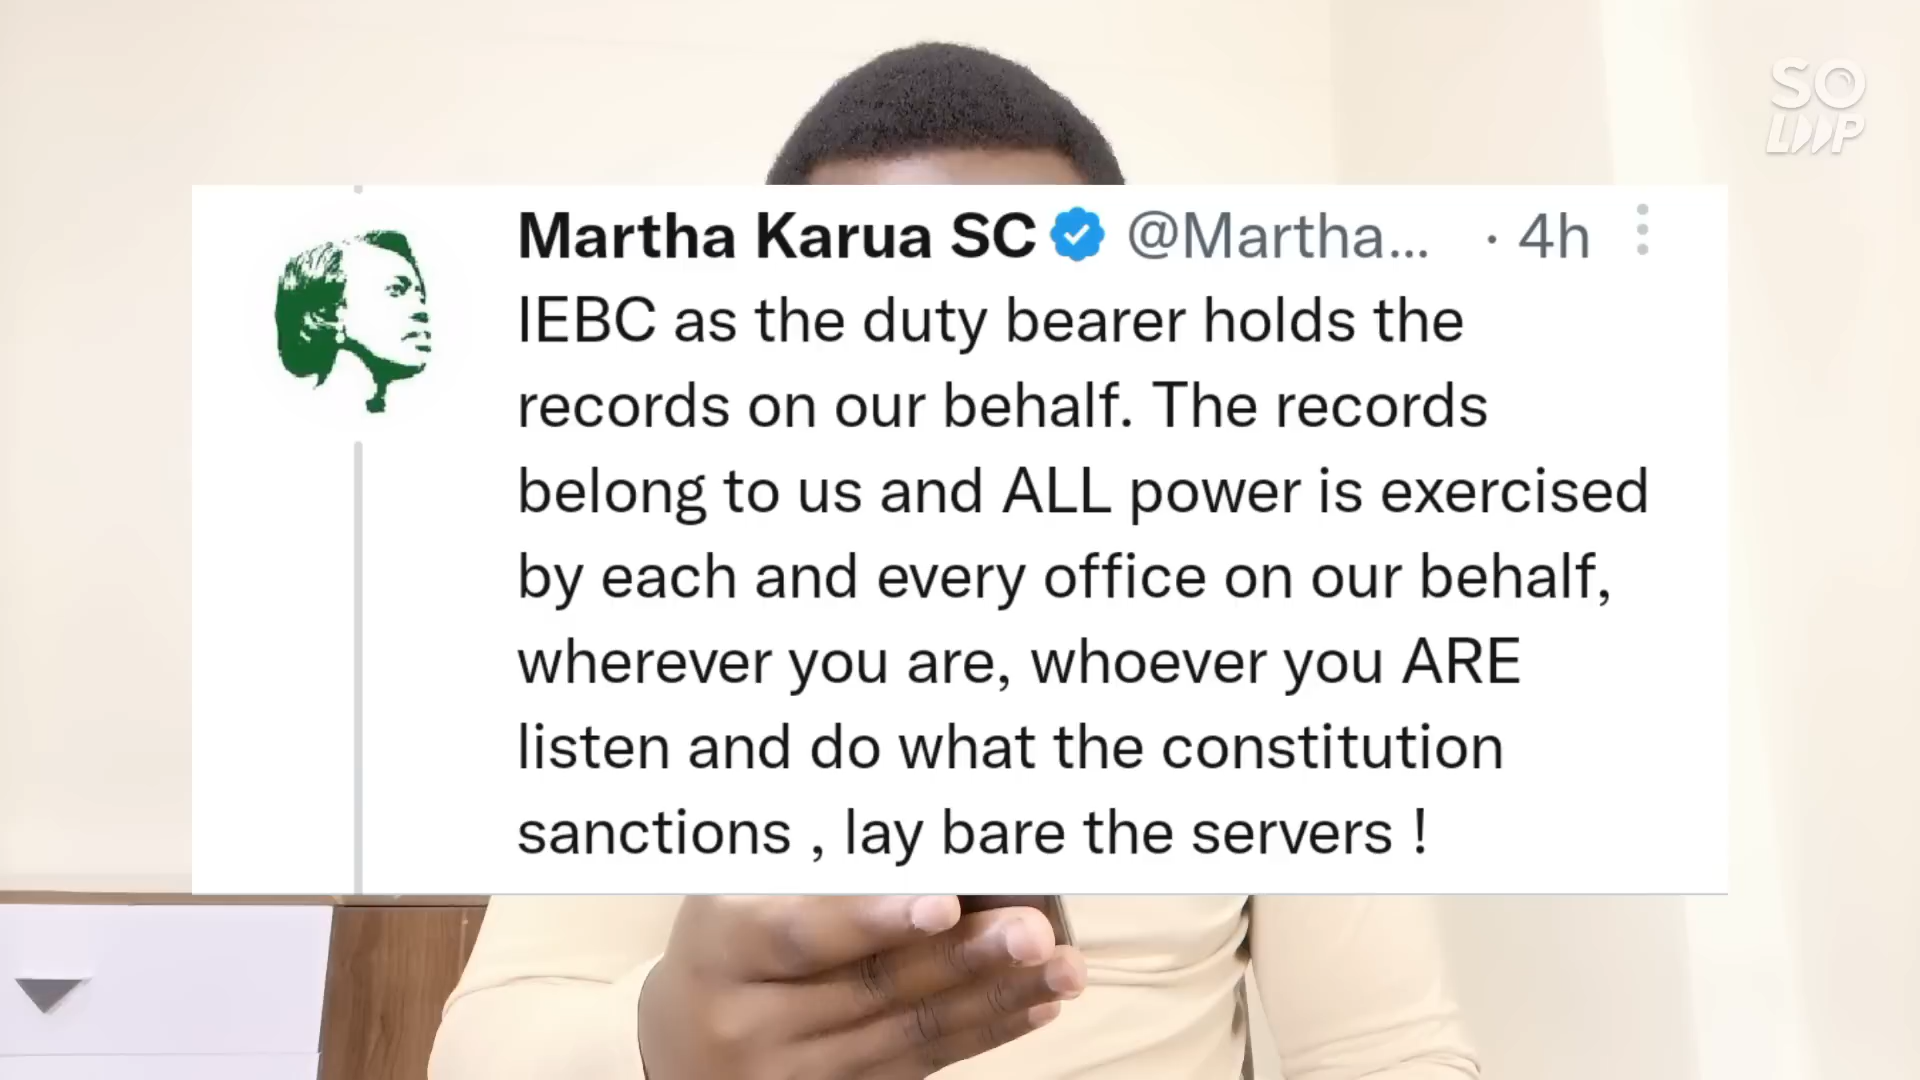 SO
LOOP
Martha Karua SC @Martha... · 4h
IEBC as the duty bearer holds the
records on our behalf. The records
belong to us and ALL power is exercised
by each and every office on our behalf,
wherever you are, whoever you ARE
listen and do what the constitution
sanctions , lay bare the servers !